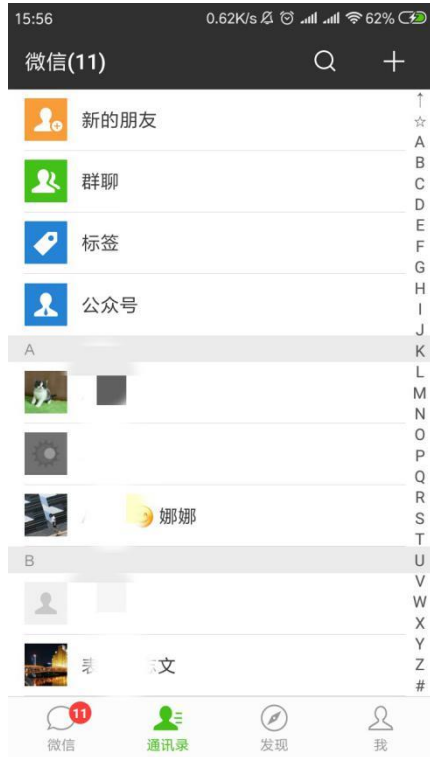 15:56 0.62K/s 62%
微信(11)
新的朋友
群聊
标签
公众号
A
娜娜
B
文
↑
☆
A
B
C
D
E
F
G
H
I
J
K
L
M
N
O
P
Q
R
S
T
U
V
W
X
Y
Z
#
11
微信 通讯录 发现 我